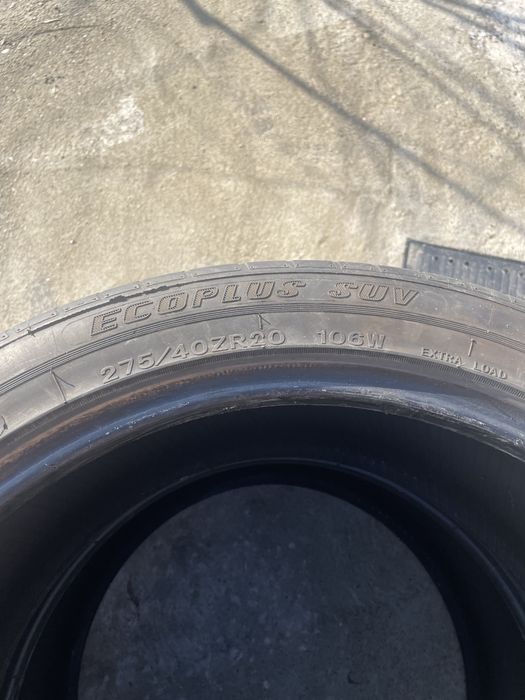 ECOPLUS SUV
275/40ZR20 106W EXTRA LOAD